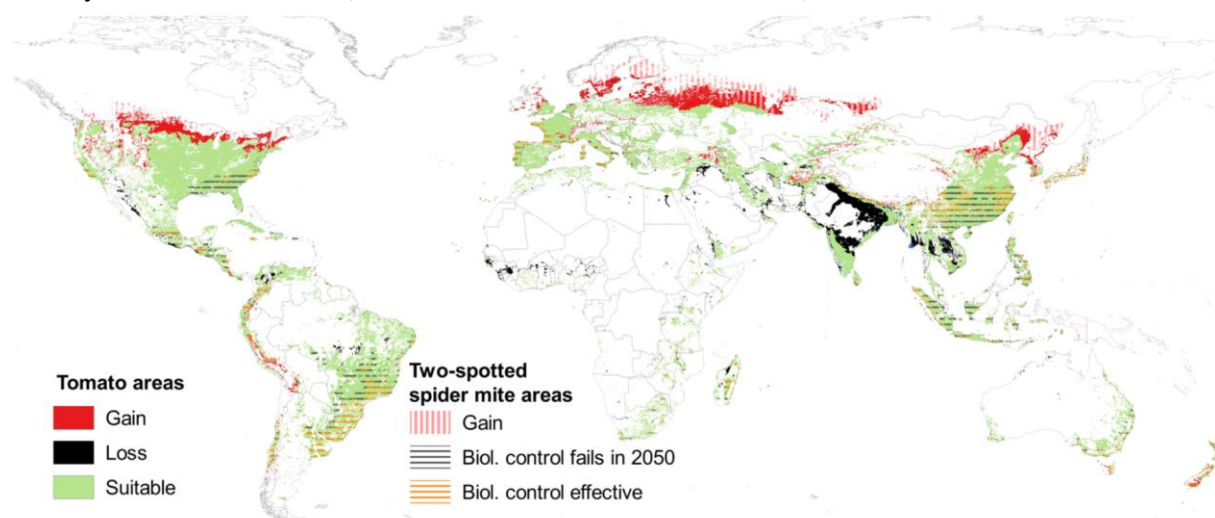 Tomato areas
Gain
Loss
Suitable
Two-spotted
spider mite areas
Gain
Biol. control fails in 2050
Biol. control effective